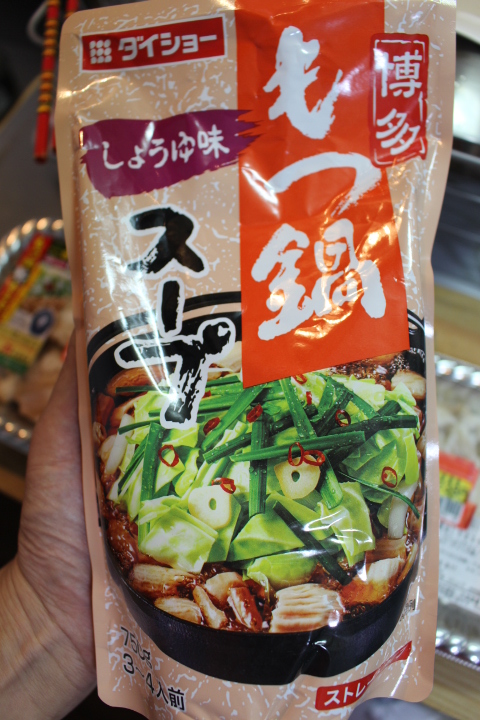 ダイショー
博多
もつ鍋
しょうゆ味
スープ
750g
3~4人前
ストレ